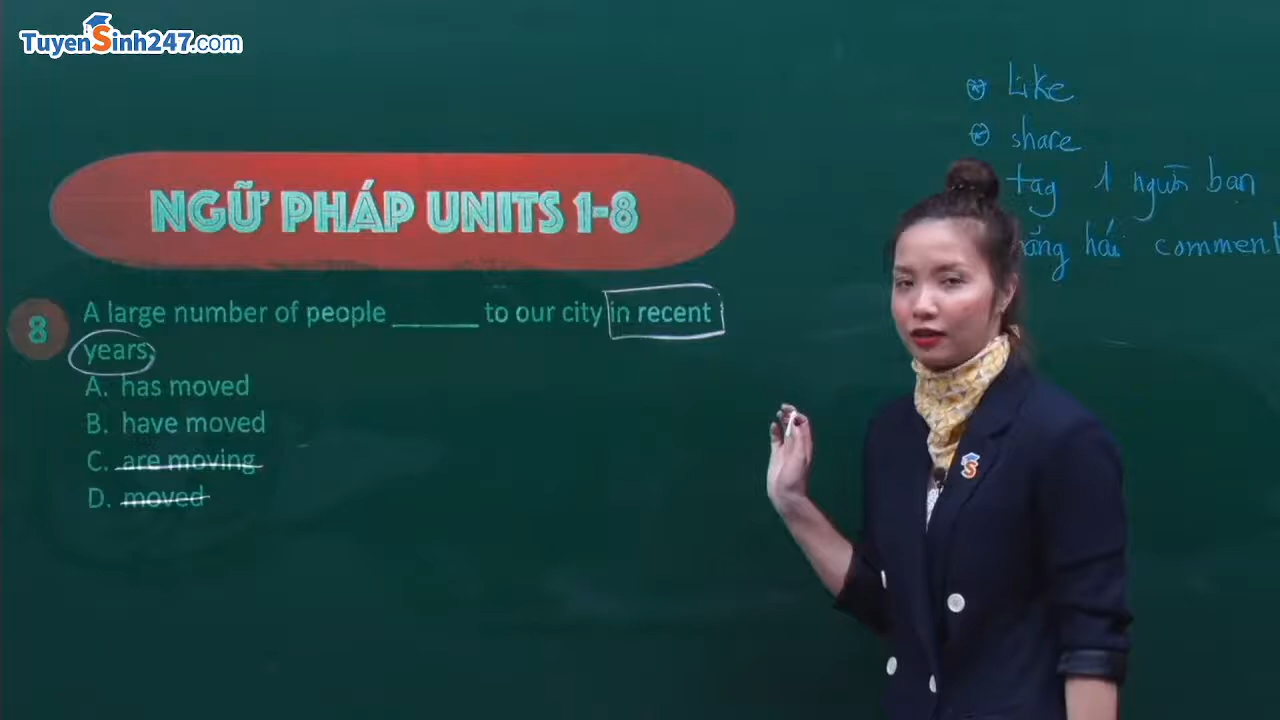 TuyenSinh247.com
Like
share
tag 1 người bạn
hăng hái comment
NGỮ PHÁP UNITS 1-8
8
A large number of people ______ to our city in recent
years.
A. has moved
B. have moved
C. are moving
D. moved
S